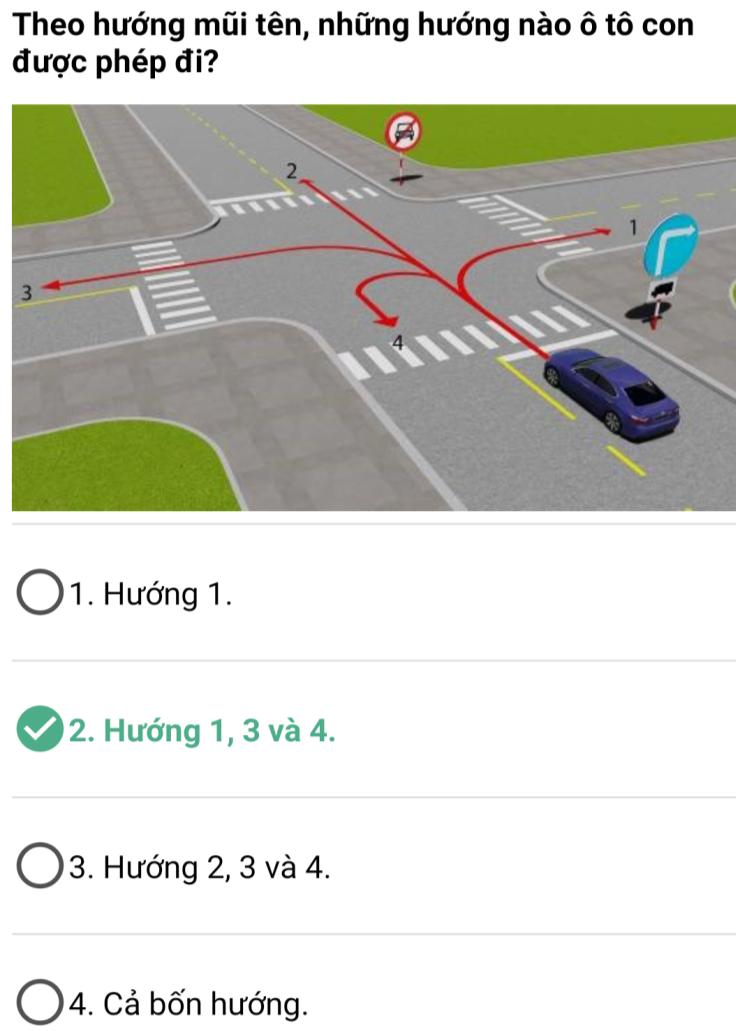 Theo hướng mũi tên, những hướng nào ô tô con
được phép đi?
2
1
3
4
1. Hướng 1.
2. Hướng 1, 3 và 4.
3. Hướng 2, 3 và 4.
4. Cả bốn hướng.